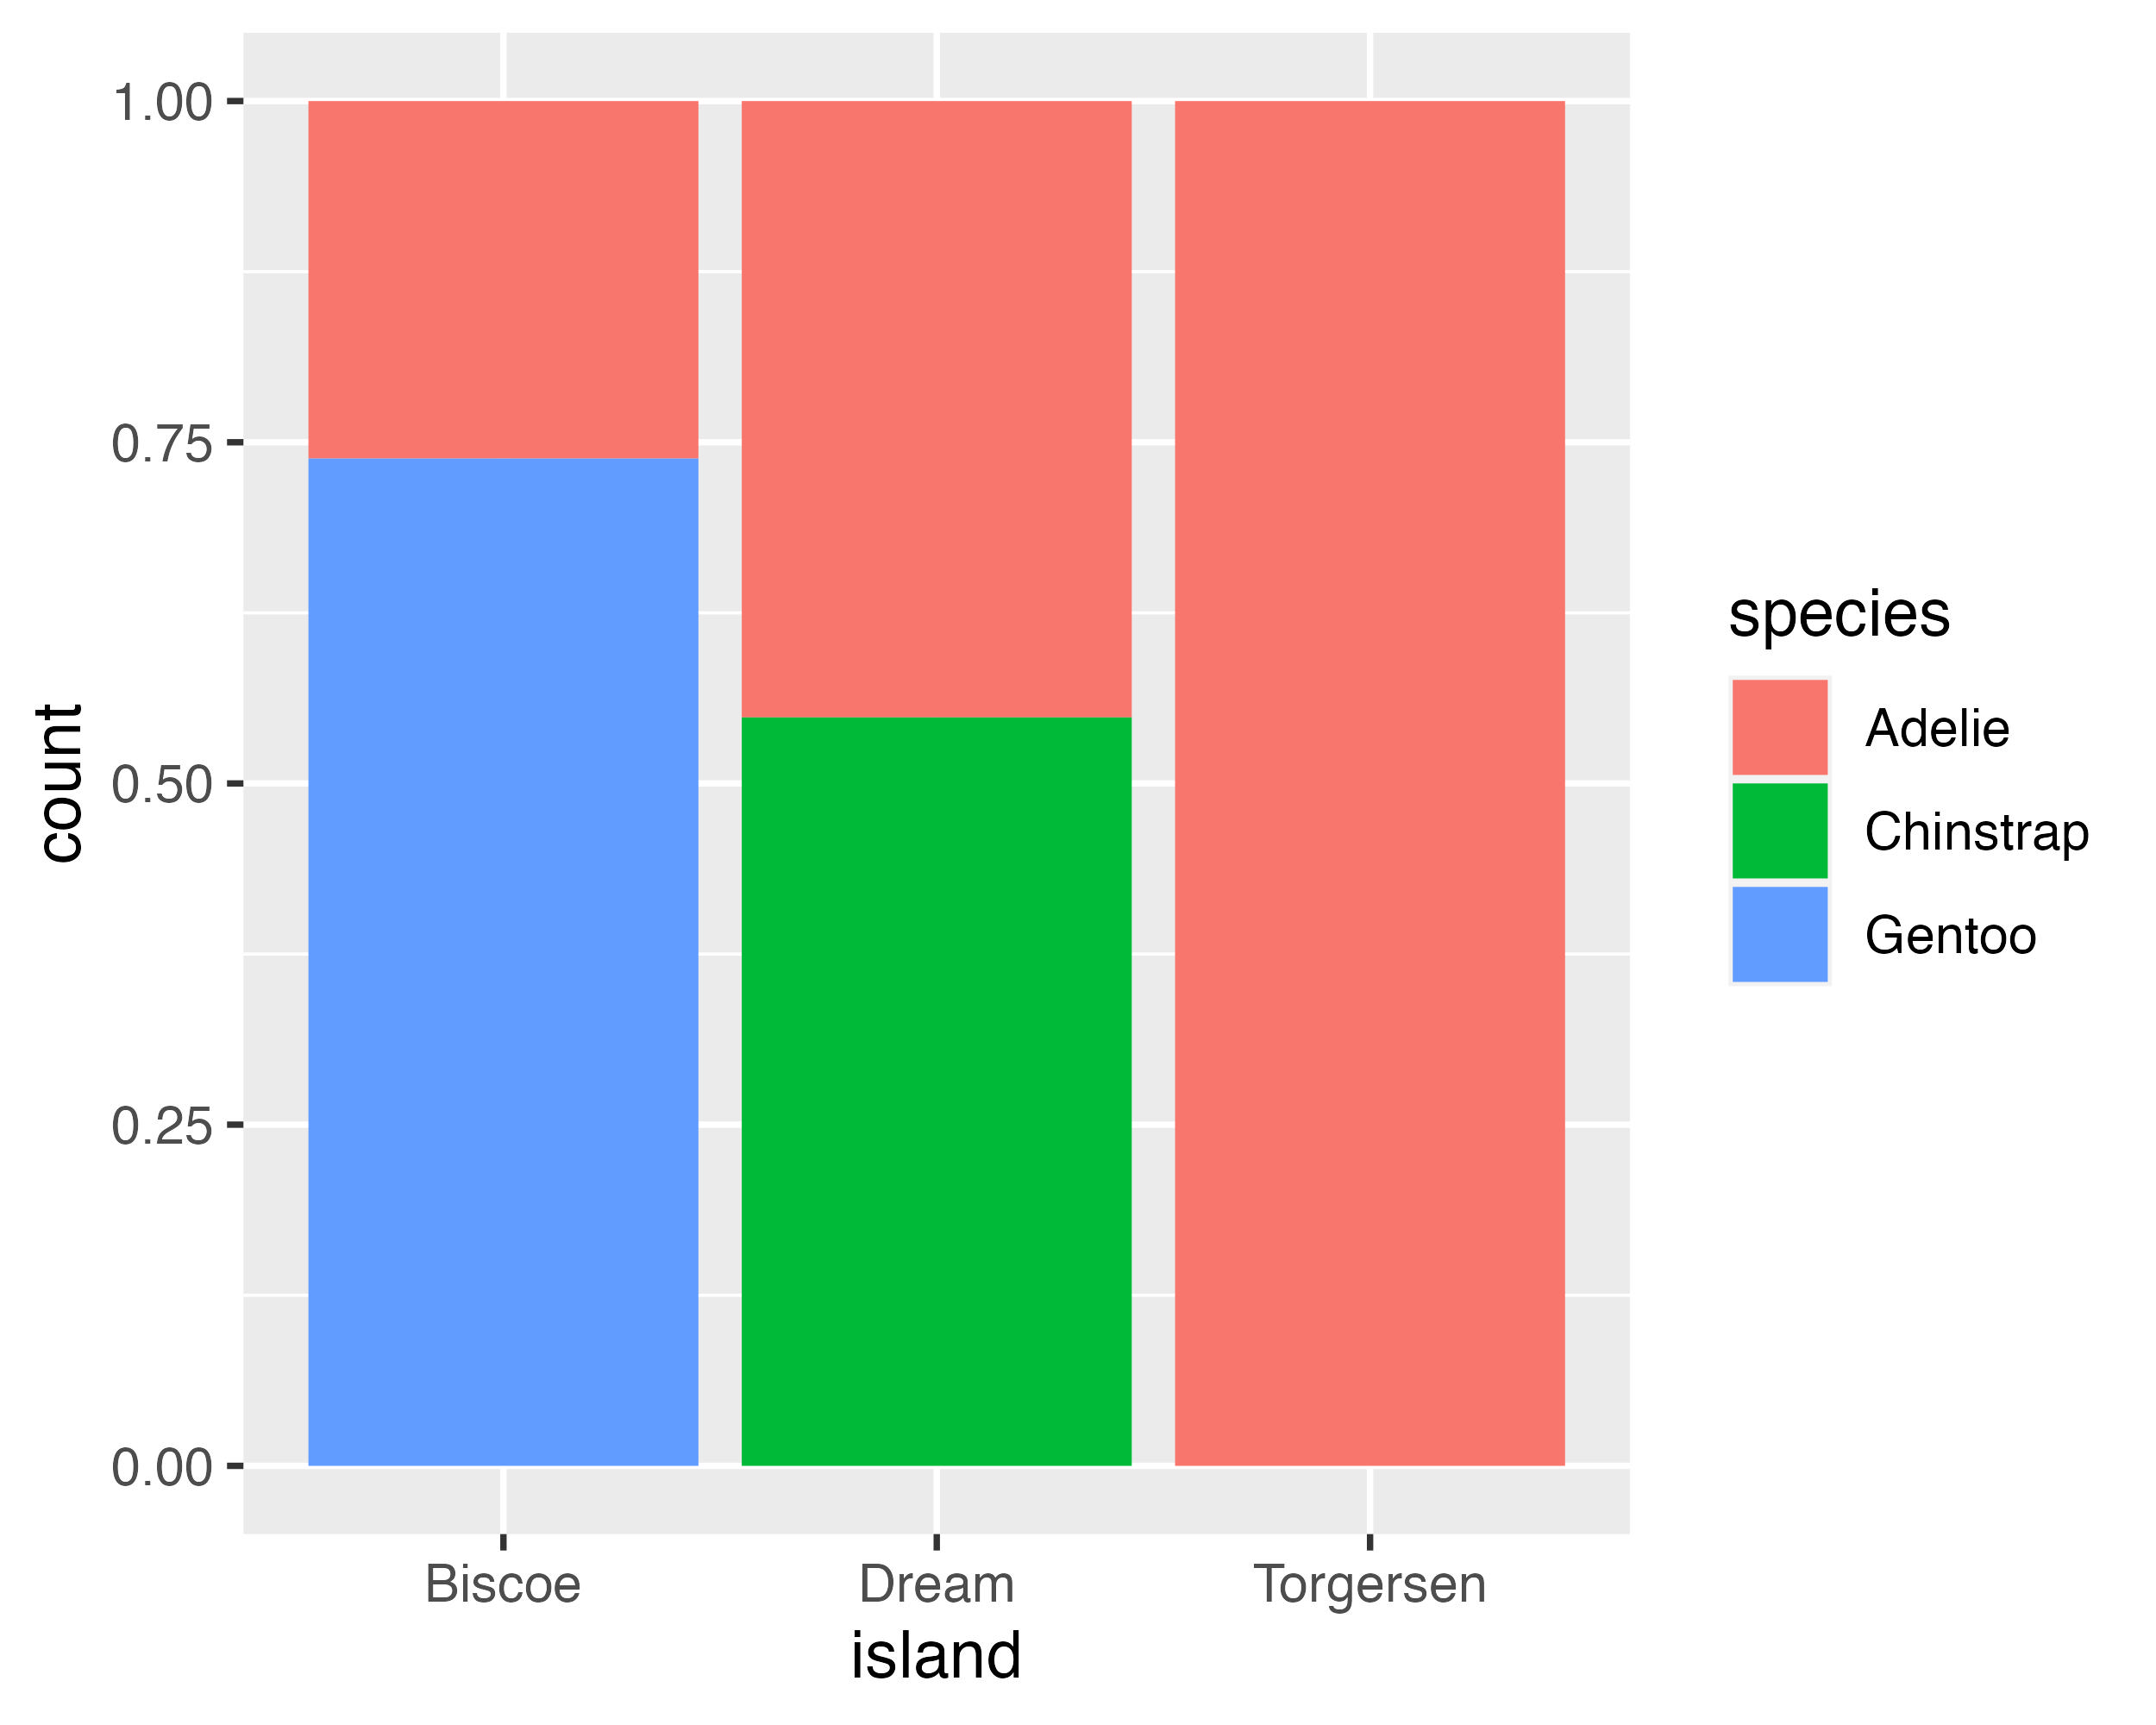 1.00
0.75
0.50
0.25
0.00
count
Biscoe Dream Torgersen
island
species
Adelie
Chinstrap
Gentoo